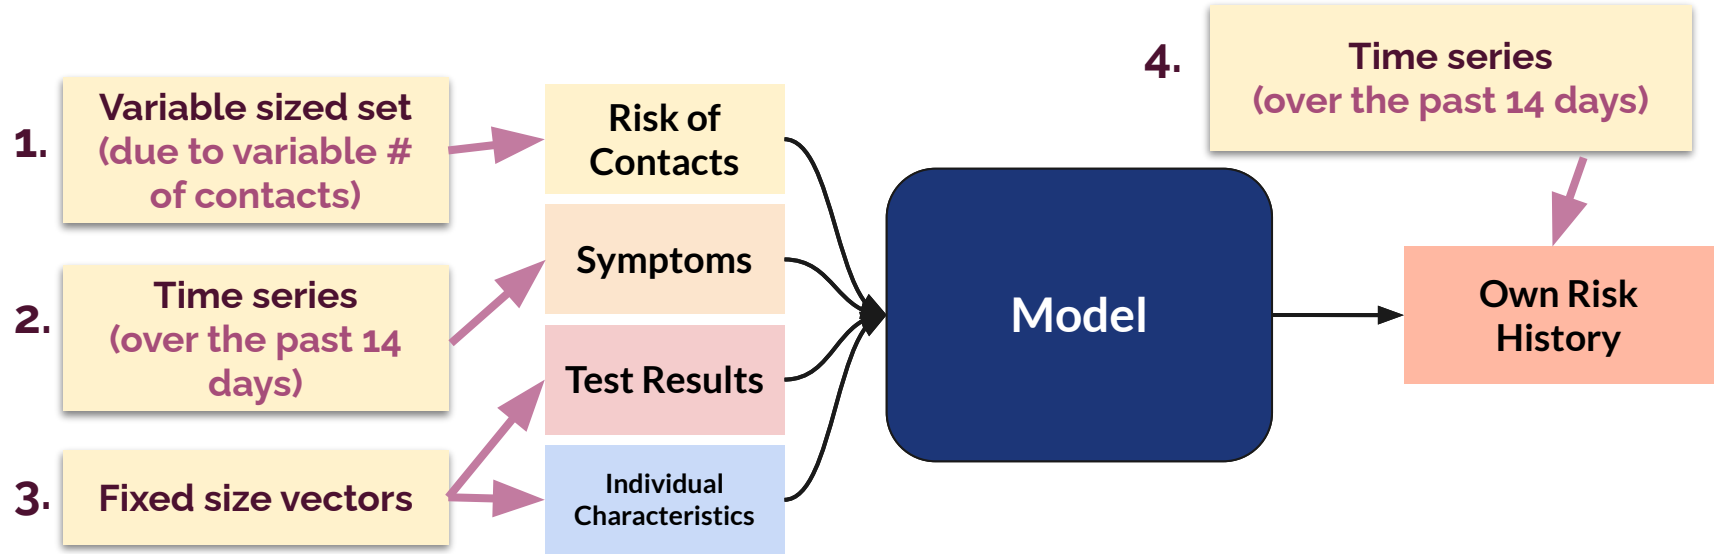 1.
Variable sized set
(due to variable #
of contacts)
2.
Time series
(over the past 14
days)
3.
Fixed size vectors
Risk of
Contacts
Symptoms
Test Results
Individual
Characteristics
Model
4.
Time series
(over the past 14 days)
Own Risk
History